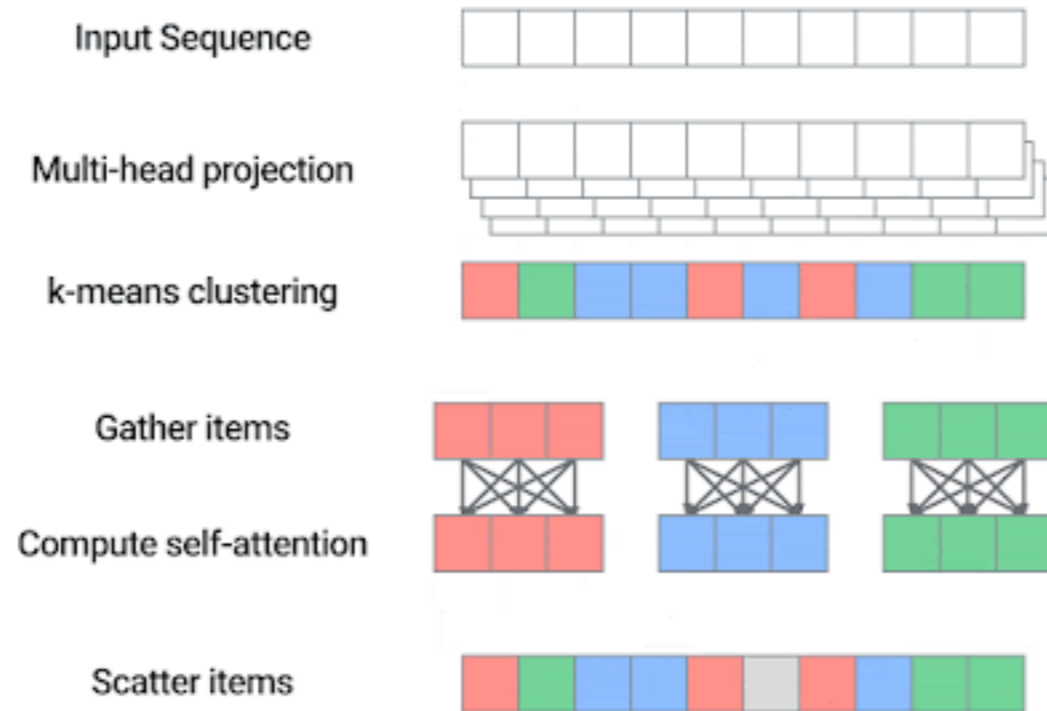 Input Sequence
Multi-head projection
k-means clustering
Gather items
Compute self-attention
Scatter items